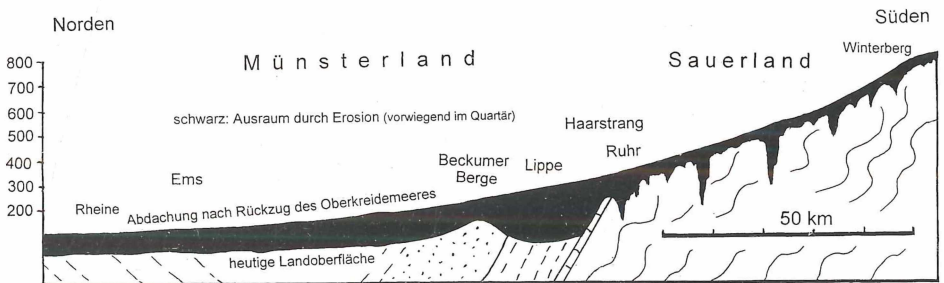 Norden
Süden
Münsterland
Sauerland
Winterberg
800
700
600
500
400
300
200
schwarz: Ausraum durch Erosion (vorwiegend im Quartär)
Haarstrang
Ruhr
Beckumer
Berge
Lippe
Ems
Rheine
Abdachung nach Rückzug des Oberkreidemeeres
50 km
heutige Landoberfläche